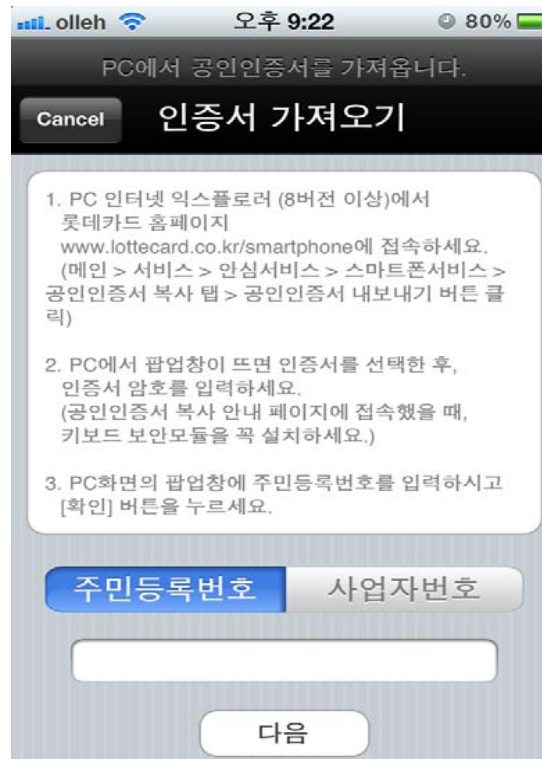 olleh 오후 9:22 80%
PC에서 공인인증서를 가져옵니다.
Cancel 인증서 가져오기
1. PC 인터넷 익스플로러 (8버전 이상)에서
롯데카드 홈페이지
www.lottecard.co.kr/smartphone에 접속하세요.
(메인 > 서비스 > 안심서비스 > 스마트폰서비스 >
공인인증서 복사 탭 > 공인인증서 내보내기 버튼 클
릭)
2. PC에서 팝업창이 뜨면 인증서를 선택한 후,
인증서 암호를 입력하세요.
(공인인증서 복사 안내 페이지에 접속했을 때,
키보드 보안모듈을 꼭 설치하세요.)
3. PC화면의 팝업창에 주민등록번호를 입력하시고
[확인] 버튼을 누르세요.
주민등록번호 사업자번호
다음